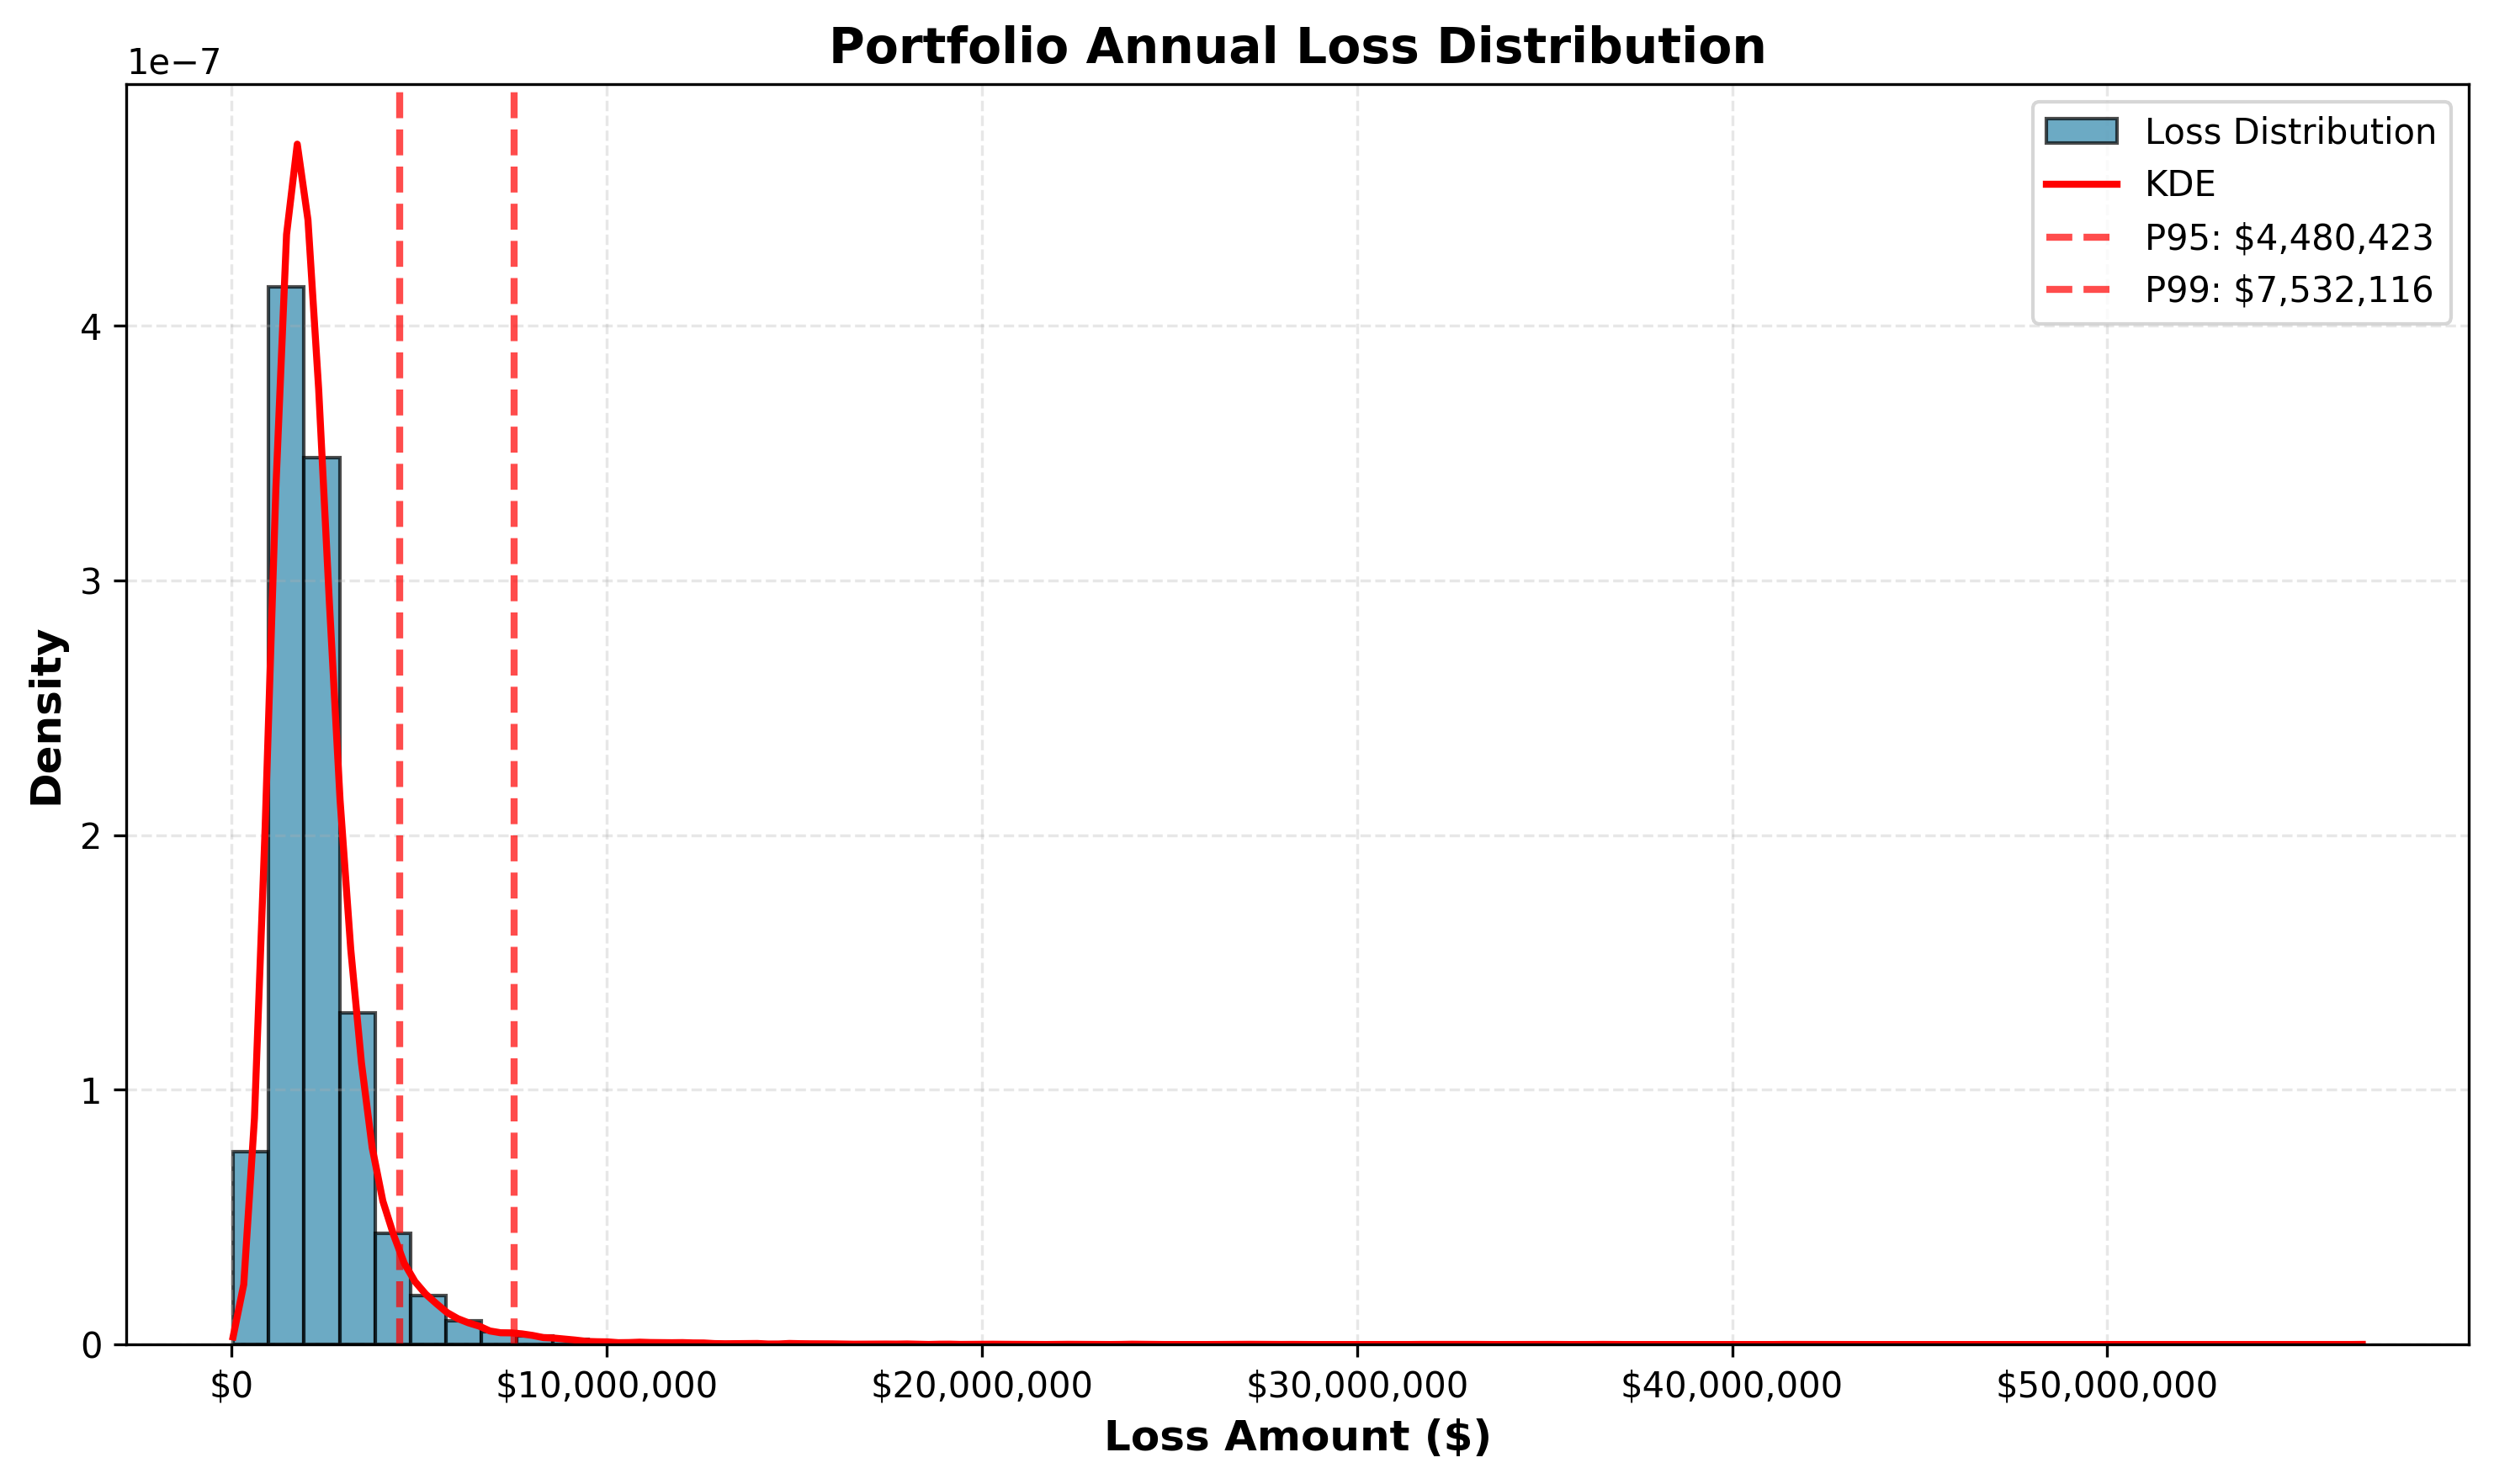 Portfolio Annual Loss Distribution
1e−7
Loss Distribution
KDE
P95: $4,480,423
P99: $7,532,116
4
3
2
1
0
Density
$0
$10,000,000
$20,000,000
$30,000,000
$40,000,000
$50,000,000
Loss Amount ($)